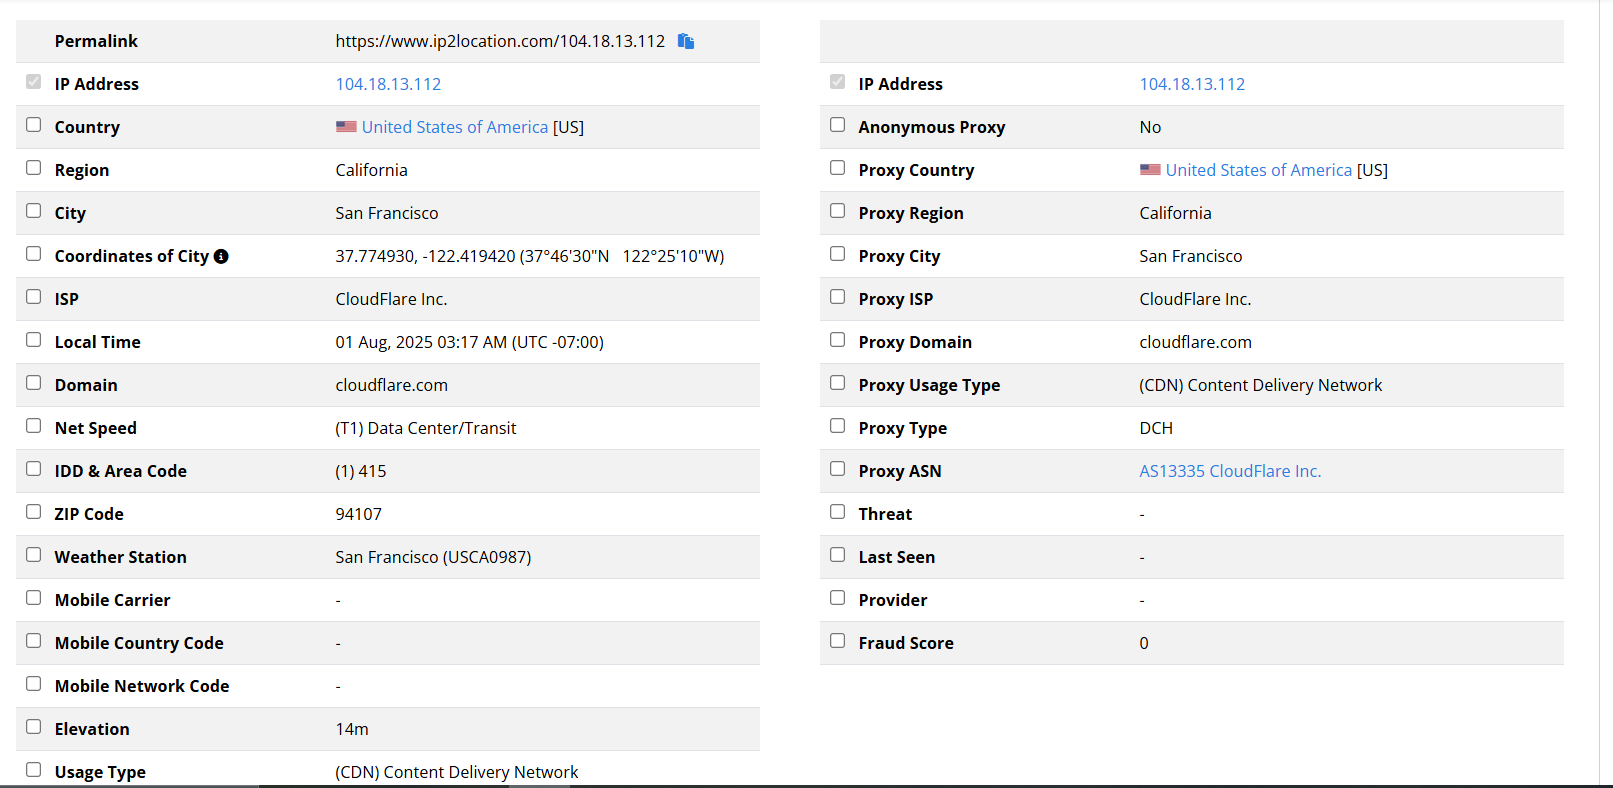 Permalink https://www.ip2location.com/104.18.13.112
IP Address 104.18.13.112
Country United States of America [US]
Region California
City San Francisco
Coordinates of City 37.774930, -122.419420 (37°46'30"N 122°25'10"W)
ISP CloudFlare Inc.
Local Time 01 Aug, 2025 03:17 AM (UTC -07:00)
Domain cloudflare.com
Net Speed (T1) Data Center/Transit
IDD & Area Code (1) 415
ZIP Code 94107
Weather Station San Francisco (USCA0987)
Mobile Carrier -
Mobile Country Code -
Mobile Network Code -
Elevation 14m
Usage Type (CDN) Content Delivery Network
IP Address 104.18.13.112
Anonymous Proxy No
Proxy Country United States of America [US]
Proxy Region California
Proxy City San Francisco
Proxy ISP CloudFlare Inc.
Proxy Domain cloudflare.com
Proxy Usage Type (CDN) Content Delivery Network
Proxy Type DCH
Proxy ASN AS13335 CloudFlare Inc.
Threat -
Last Seen -
Provider -
Fraud Score 0